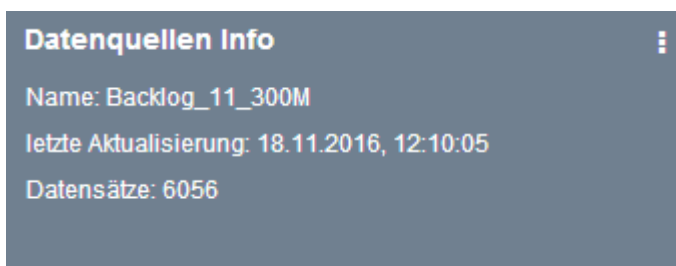 Datenquellen Info
Name: Backlog_11_300M
letzte Aktualisierung: 18.11.2016, 12:10:05
Datensätze: 6056